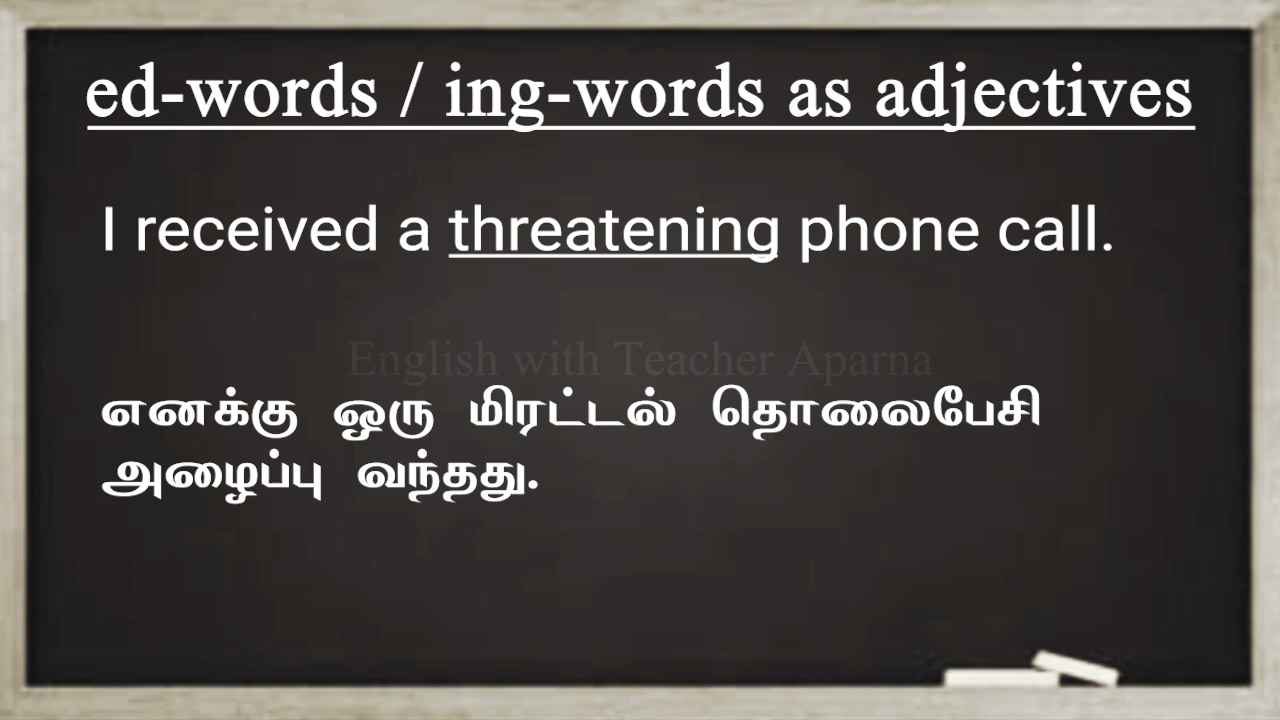 ed-words / ing-words as adjectives
I received a threatening phone call.
English with Teacher Aparna
எனக்கு ஒரு மிரட்டல் தொலைபேசி
அழைப்பு வந்தது.